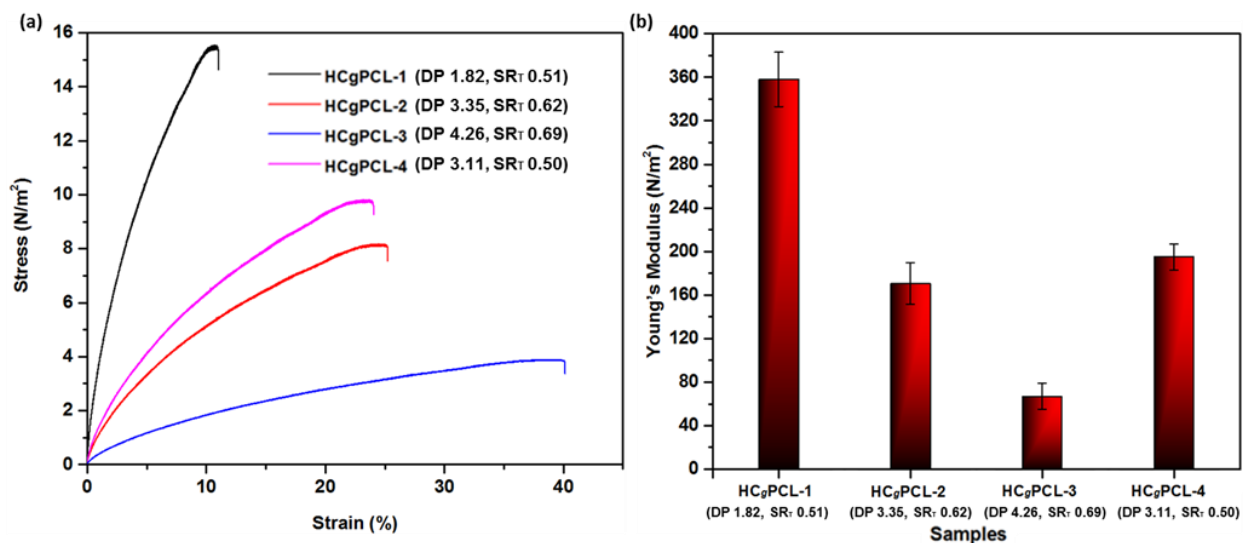 (a)
16
14
12
10
8
6
4
2
0
Stress (N/m²)
HCgPCL-1 (DP 1.82, SRT 0.51)
HCgPCL-2 (DP 3.35, SRT 0.62)
HCgPCL-3 (DP 4.26, SRT 0.69)
HCgPCL-4 (DP 3.11, SRT 0.50)
0 10 20 30 40
Strain (%)
(b)
400
360
320
280
240
200
160
120
80
40
0
Young's Modulus (N/m²)
HCgPCL-1 HCgPCL-2 HCgPCL-3 HCgPCL-4
(DP 1.82, SRT 0.51) (DP 3.35, SRT 0.62) (DP 4.26, SRT 0.69) (DP 3.11, SRT 0.50)
Samples